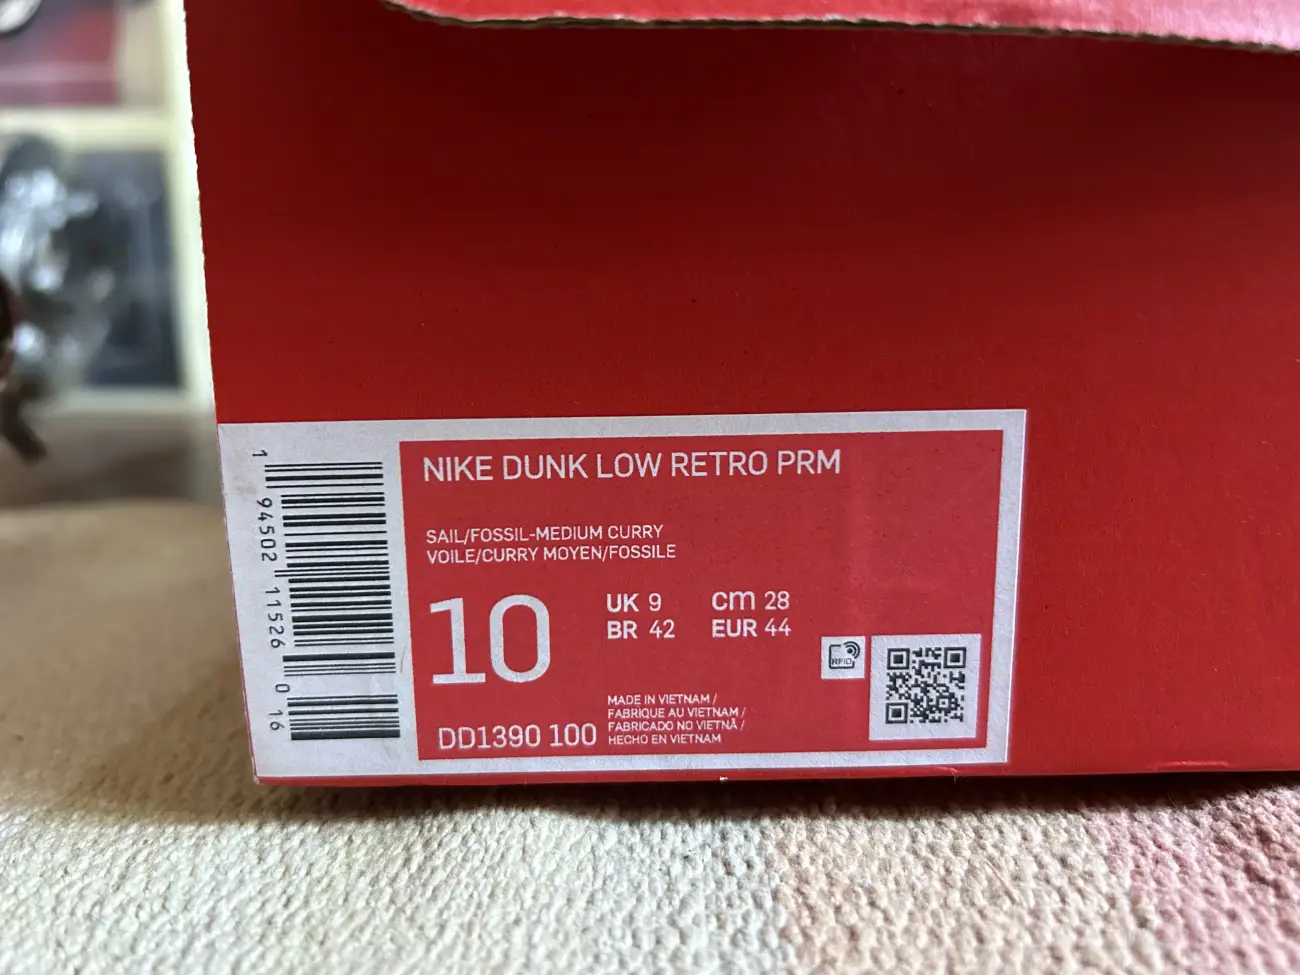 NIKE DUNK LOW RETRO PRM
SAIL/FOSSIL-MEDIUM CURRY
VOILE/CURRY MOYEN/FOSSILE
10
UK 9
cm 28
BR 42
EUR 44
DD1390 100
MADE IN VIETNAM /
FABRIQUE AU VIETNAM /
FABRICADO NO VIETNÃ /
HECHO EN VIETNAM
RFID
1 94502 11526 0 16